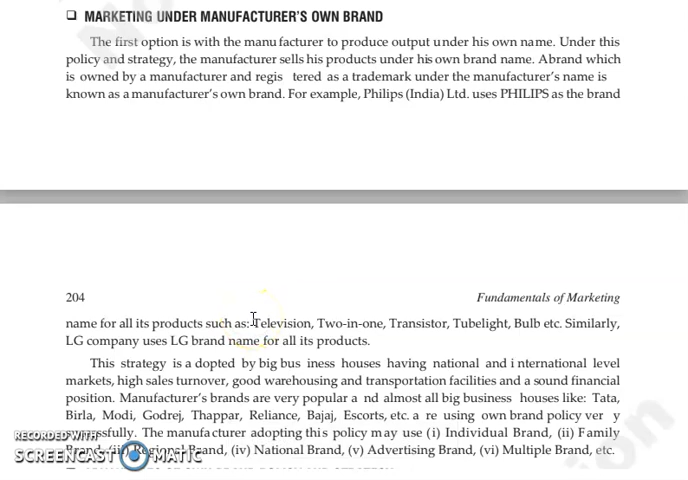 ❑ MARKETING UNDER MANUFACTURER'S OWN BRAND
The first option is with the manufacturer to produce output under his own name. Under this
policy and strategy, the manufacturer sells his products under his own brand name. Abrand which
is owned by a manufacturer and regis tered as a trademark under the manufacturer's name is
known as a manufacturer's own brand. For example, Philips (India) Ltd. uses PHILIPS as the brand
204 Fundamentals of Marketing
name for all its products such as: Television, Two-in-one, Transistor, Tubelight, Bulb etc. Similarly,
LG company uses LG brand name for all its products.
This strategy is a dopted by big bus iness houses having national and i nternational level
markets, high sales turnover, good warehousing and transportation facilities and a sound financial
position. Manufacturer's brands are very popular a nd almost all big business houses like: Tata,
Birla, Modi, Godrej, Thappar, Reliance, Bajaj, Escorts, etc. a re using own brand policy ver y
The manufacturer adopting this policy may use (i) Individual Brand, (ii) Family
Brand, (iii) Regional Brand, (iv) National Brand, (v) Advertising Brand, (vi) Multiple Brand, etc.
RECORDED WITH
SCREENCAST MATIC